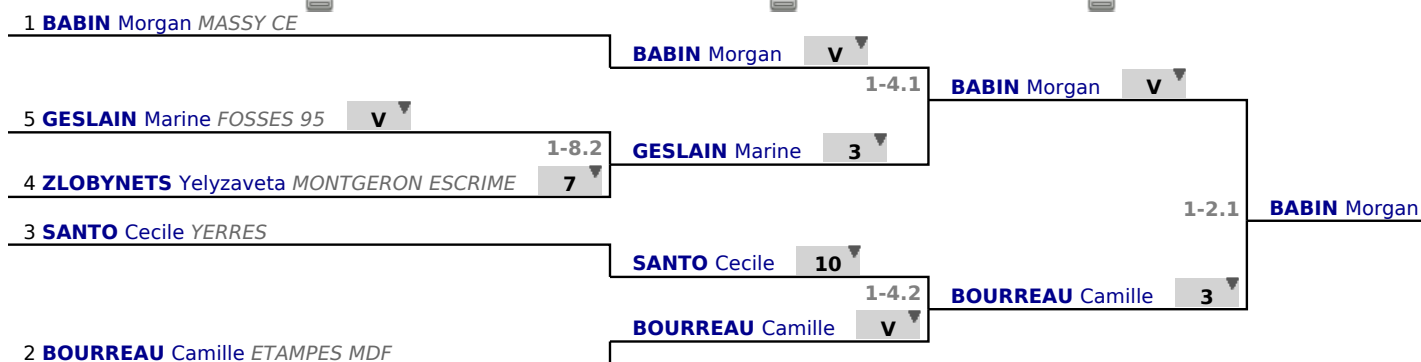 1 BABIN Morgan MASSY CE
BABIN Morgan V
1-4.1
BABIN Morgan V
5 GESLAIN Marine FOSSES 95 V
1-8.2
GESLAIN Marine 3
4 ZLOBYNETS Yelyzaveta MONTGERON ESCRIME 7
1-2.1
BABIN Morgan
3 SANTO Cecile YERRES
SANTO Cecile 10
1-4.2
BOURREAU Camille 3
BOURREAU Camille V
2 BOURREAU Camille ETAMPES MDF